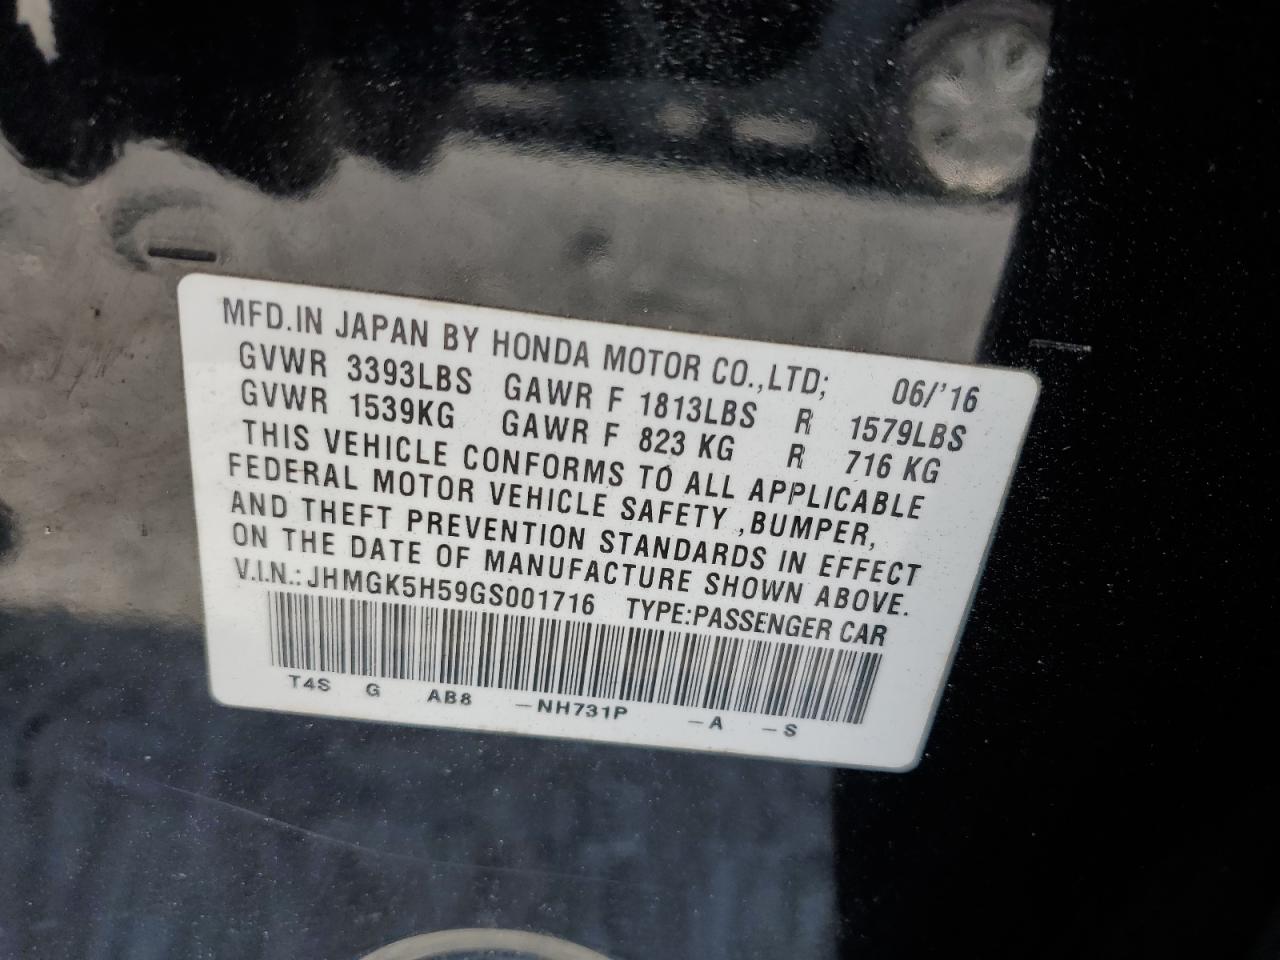 MFD.IN JAPAN BY HONDA MOTOR CO.,LTD; 06/'16
GVWR 3393LBS GAWR F 1813LBS R 1579LBS
GVWR 1539KG GAWR F 823 KG R 716 KG
THIS VEHICLE CONFORMS TO ALL APPLICABLE
FEDERAL MOTOR VEHICLE SAFETY ,BUMPER,
AND THEFT PREVENTION STANDARDS IN EFFECT
ON THE DATE OF MANUFACTURE SHOWN ABOVE.
V.I.N.: JHMGK5H59GS001716 TYPE:PASSENGER CAR
T4S G AB8 -NH731P -A -S